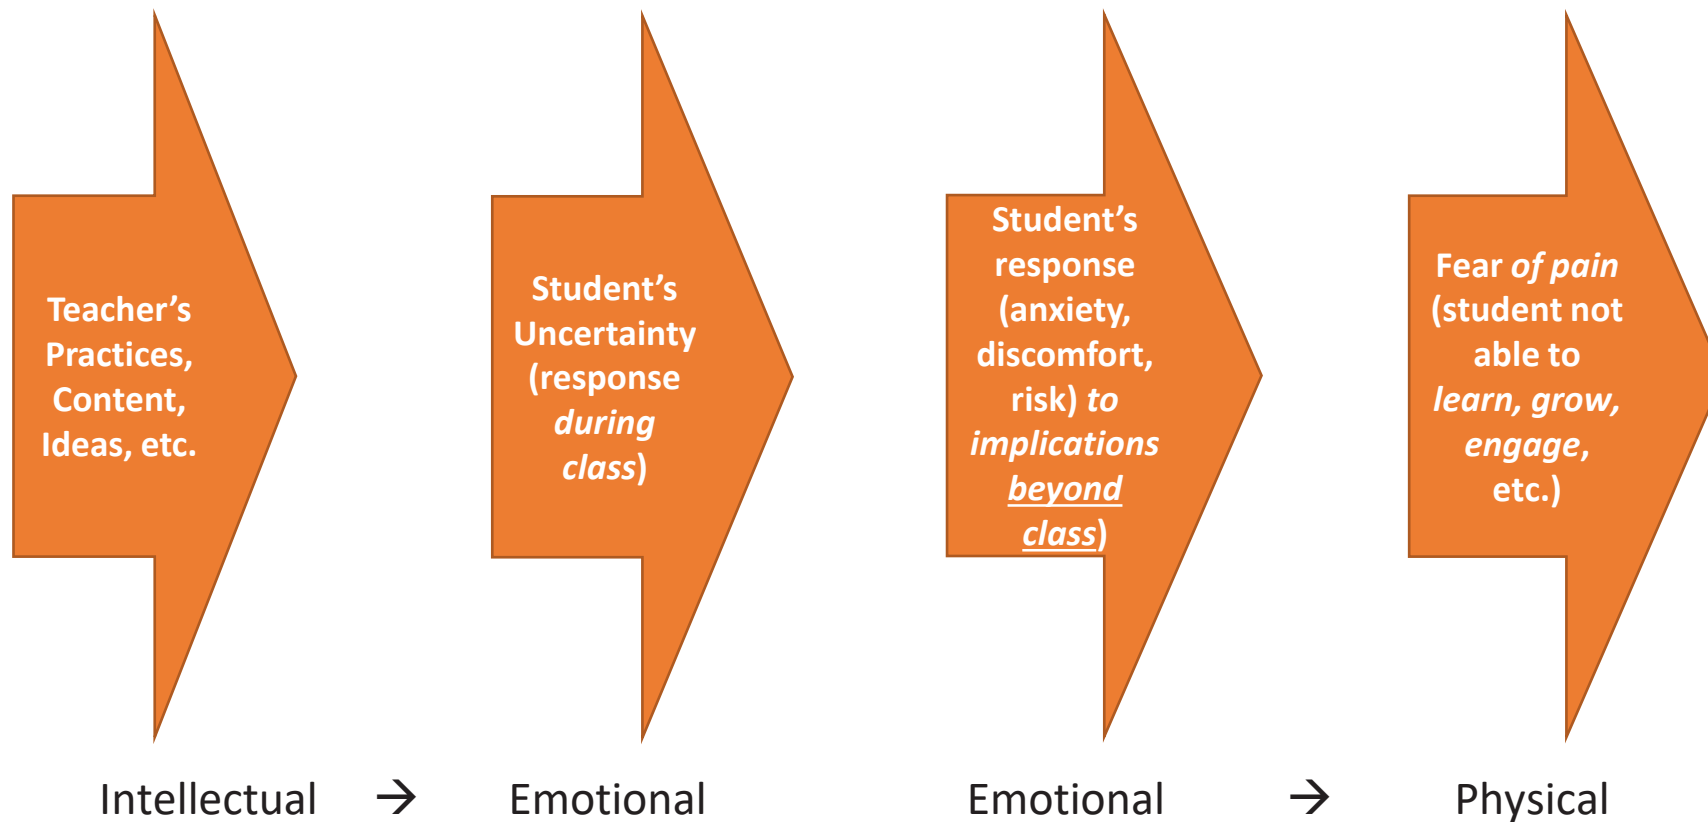 Teacher’s
Practices,
Content,
Ideas, etc.
Student’s
Uncertainty
(response
during
class)
Student’s
response
(anxiety,
discomfort,
risk) to
implications
beyond
class)
Fear of pain
(student not
able to
learn, grow,
engage,
etc.)
Intellectual → Emotional Emotional → Physical